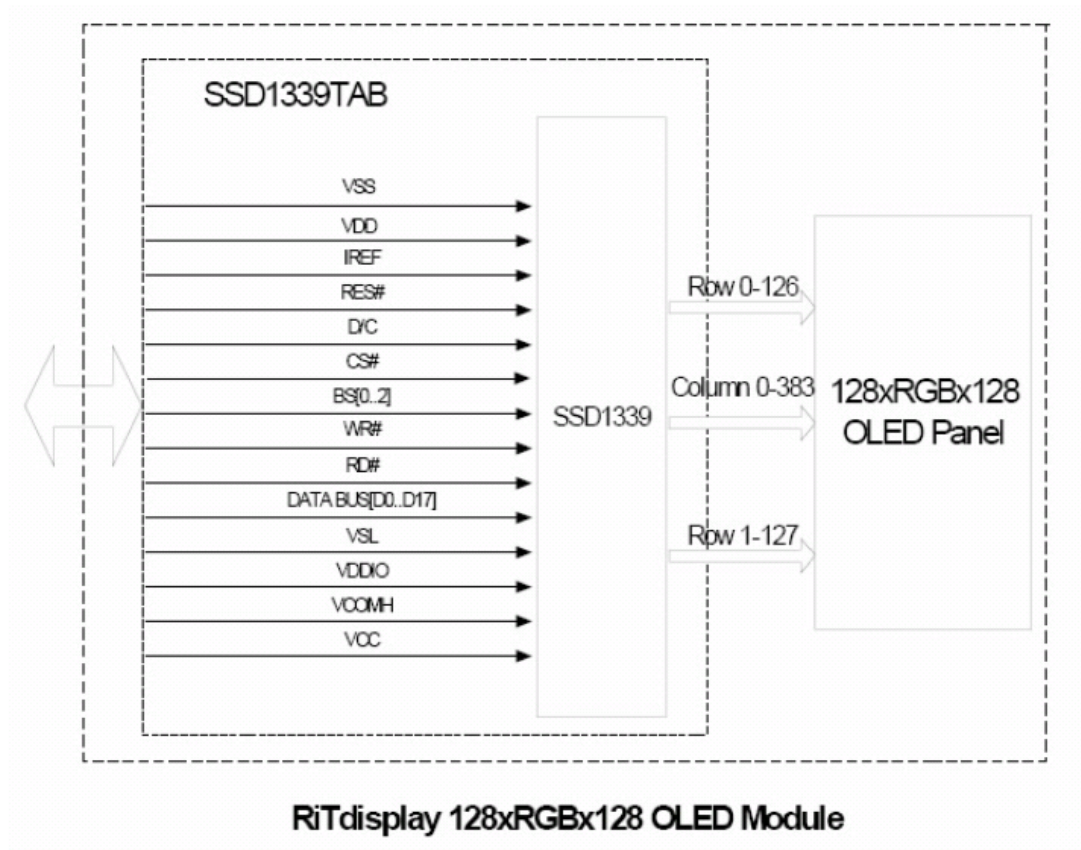 SSD1339TAB
VSS
VDD
IREF
RES#
D/C
CS#
BS[0..2]
WR#
RD#
DATA BUS[D0..D17]
VSL
VDDIO
VCOMH
VCC
SSD1339
Row 0-126
Column 0-383
Row 1-127
128xRGBx128
OLED Panel
RiTdisplay 128xRGBx128 OLED Module